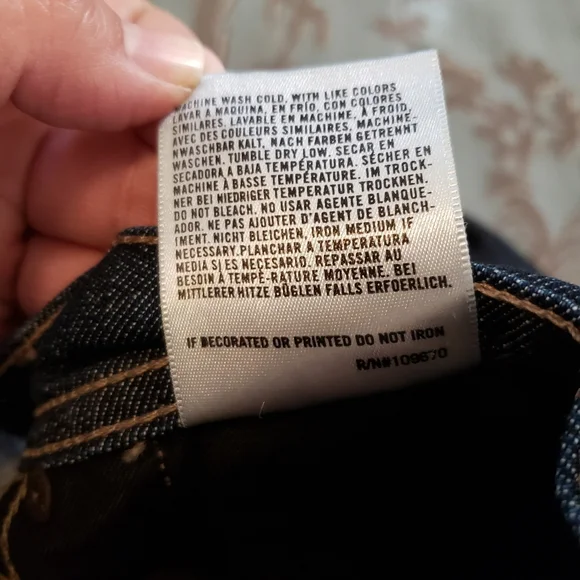 MACHINE WASH COLD, WITH LIKE COLORS
LAVAR A MAQUINA, EN FRÍO, CON COLORES
SIMILARES, LAVABLE EN MACHINE, À FROID,
AVEC DES COULEURS SIMILAIRES, MACHINE-
NWASCHBAR KALT, NACH FARBEN GETRENNT
WASCHEN. TUMBLE DRY LOW. SECAR EN
SECADORA A BAJA TEMPERATURA. SÉCHER EN
MACHINE À BASSE TEMPÉRATURE. IM TROCK-
NER BEI NIEDRIGER TEMPERATUR TROCKNEN.
DO NOT BLEACH. NO USAR AGENTE BLANQUE-
ADOR. NE PAS AJOUTER D'AGENT DE BLANCH-
IMENT. NICHT BLEICHEN. IRON MEDIUM IF
NECESSARY.PLANCHAR A TEMPERATURA
MEDIA SI ES NECESARIO. REPASSAR AU
BESOIN À TEMPÉ-RATURE MOYENNE. BEI
MITTLERER HITZE BÜGLEN FALLS ERFOERLICH.
IF DECORATED OR PRINTED DO NOT IRON
R/N#109670